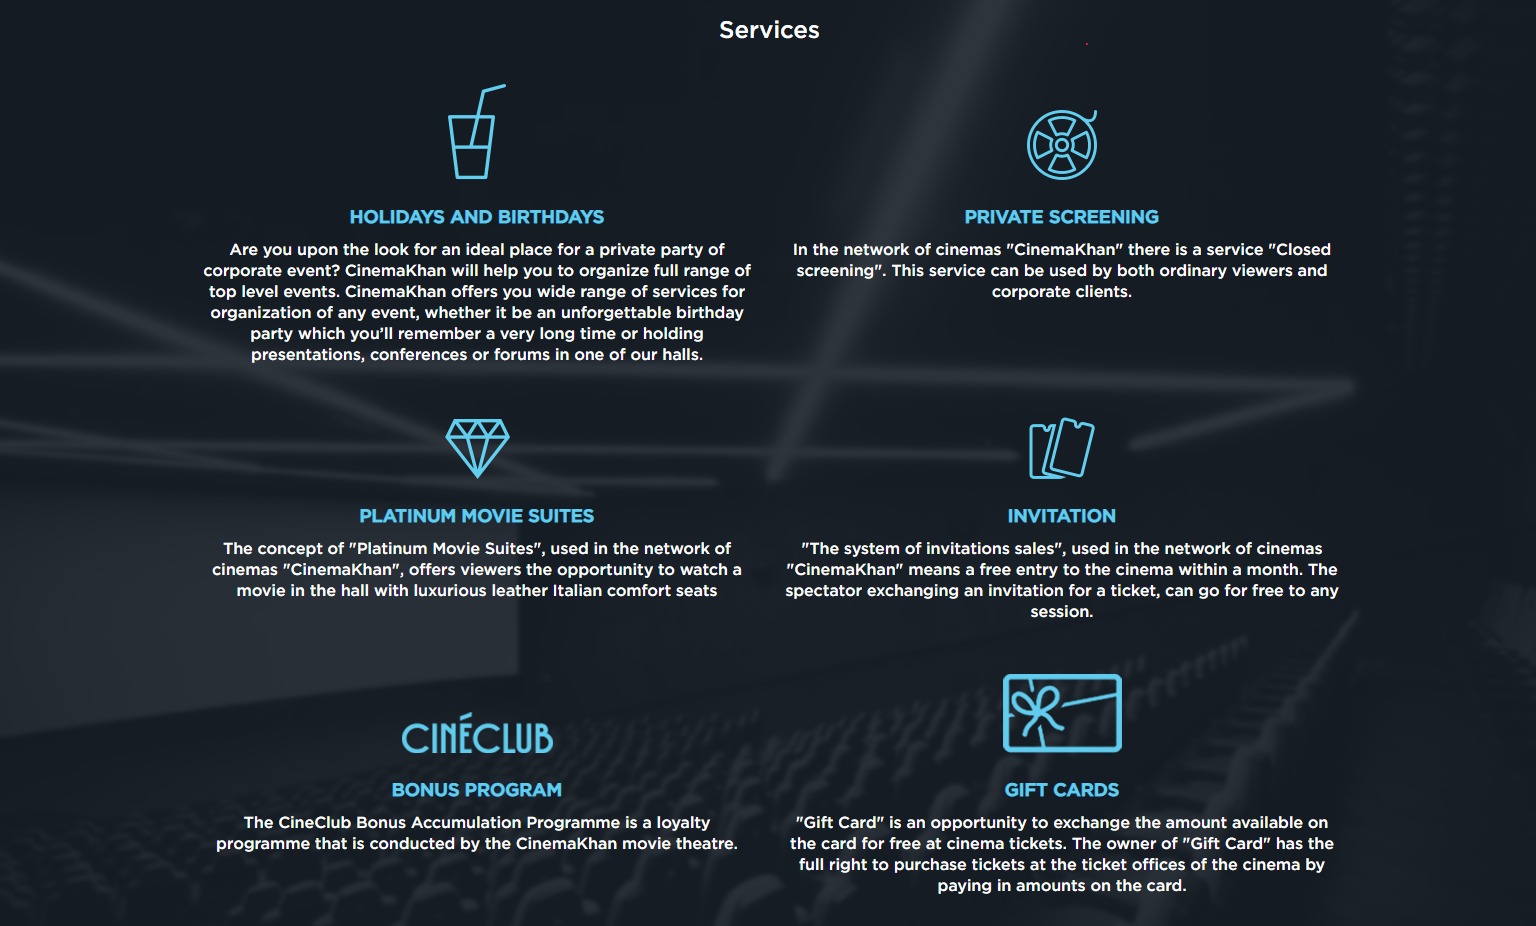 Services
HOLIDAYS AND BIRTHDAYS
Are you upon the look for an ideal place for a private party of
corporate event? CinemaKhan will help you to organize full range of
top level events. CinemaKhan offers you wide range of services for
organization of any event, whether it be an unforgettable birthday
party which you’ll remember a very long time or holding
presentations, conferences or forums in one of our halls.
PRIVATE SCREENING
In the network of cinemas "CinemaKhan" there is a service "Closed
screening". This service can be used by both ordinary viewers and
corporate clients.
PLATINUM MOVIE SUITES
The concept of "Platinum Movie Suites", used in the network of
cinemas "CinemaKhan", offers viewers the opportunity to watch a
movie in the hall with luxurious leather Italian comfort seats
INVITATION
"The system of invitations sales", used in the network of cinemas
"CinemaKhan" means a free entry to the cinema within a month. The
spectator exchanging an invitation for a ticket, can go for free to any
session.
CINÉCLUB
BONUS PROGRAM
The CineClub Bonus Accumulation Programme is a loyalty
programme that is conducted by the CinemaKhan movie theatre.
GIFT CARDS
"Gift Card" is an opportunity to exchange the amount available on
the card for free at cinema tickets. The owner of "Gift Card" has the
full right to purchase tickets at the ticket offices of the cinema by
paying in amounts on the card.